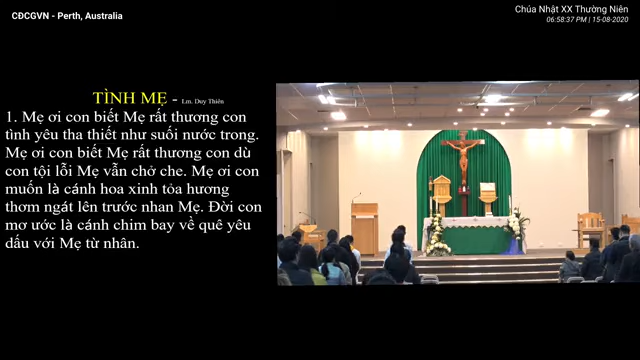 CĐCGVN - Perth, Australia
Chúa Nhật XX Thường Niên
06:58:37 PM | 15-08-2020
TÌNH MẸ - Lm. Duy Thiên
1. Mẹ ơi con biết Mẹ rất thương con
tình yêu tha thiết như suối nước trong.
Mẹ ơi con biết Mẹ rất thương con dù
con tội lỗi Mẹ vẫn chở che. Mẹ ơi con
muốn là cánh hoa xinh tỏa hương
thơm ngát lên trước nhan Mẹ. Đời con
mơ ước là cánh chim bay về quê yêu
dấu với Mẹ từ nhân.